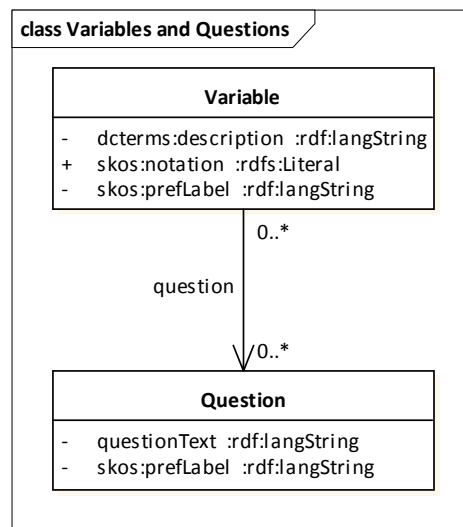 class Variables and Questions
Variable
- dcterms:description :rdf:langString
+ skos:notation :rdfs:Literal
- skos:prefLabel :rdf:langString
0..*
question
0..*
Question
- questionText :rdf:langString
- skos:prefLabel :rdf:langString